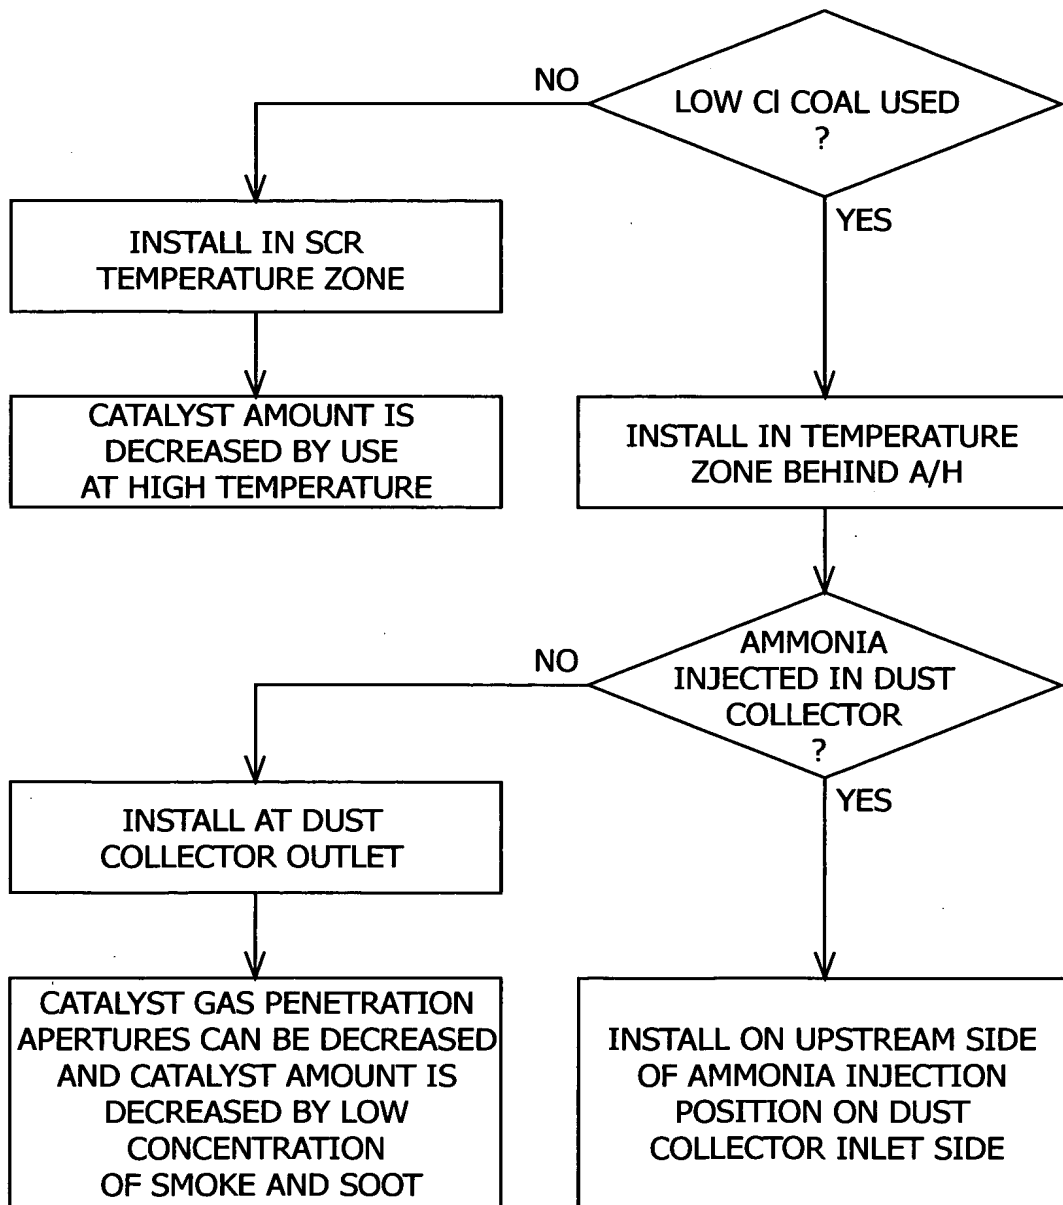 LOW Cl COAL USED
?
NO
YES
INSTALL IN SCR
TEMPERATURE ZONE
CATALYST AMOUNT IS
DECREASED BY USE
AT HIGH TEMPERATURE
INSTALL IN TEMPERATURE
ZONE BEHIND A/H
AMMONIA
INJECTED IN DUST
COLLECTOR
?
NO
YES
INSTALL AT DUST
COLLECTOR OUTLET
CATALYST GAS PENETRATION
APERTURES CAN BE DECREASED
AND CATALYST AMOUNT IS
DECREASED BY LOW
CONCENTRATION
OF SMOKE AND SOOT
INSTALL ON UPSTREAM SIDE
OF AMMONIA INJECTION
POSITION ON DUST
COLLECTOR INLET SIDE